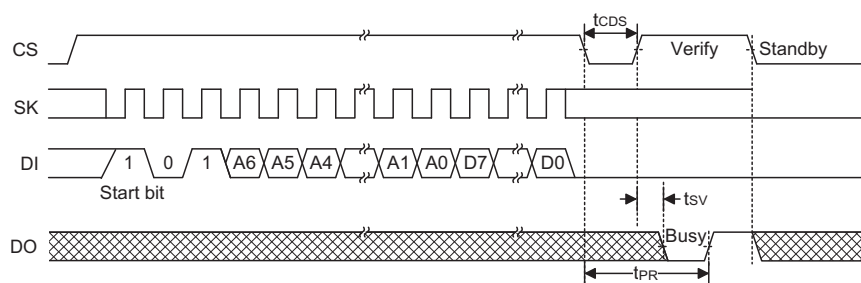 tCDS
CS
Verify
Standby
SK
DI
1
0
1
A6
A5
A4
A1
A0
D7
D0
Start bit
tSV
DO
Busy
tPR